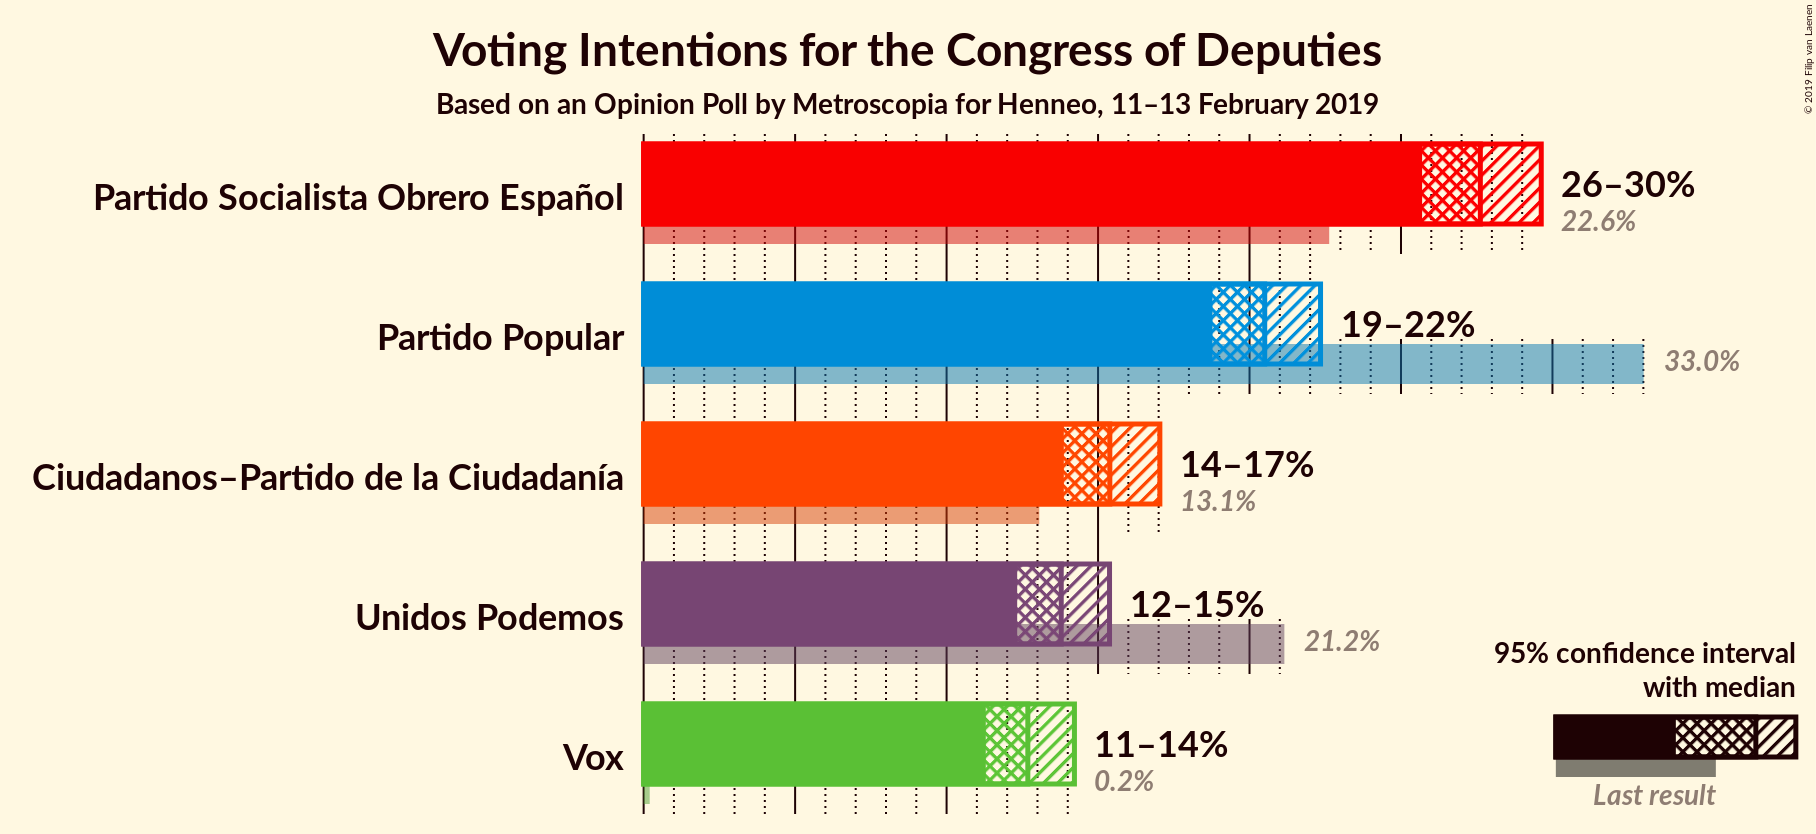 Voting Intentions for the Congress of Deputies
Based on an Opinion Poll by Metroscopia for Henneo, 11–13 February 2019
© 2019 Filip van Laenen
Partido Socialista Obrero Español
26–30%
22.6%
Partido Popular
19–22%
33.0%
Ciudadanos–Partido de la Ciudadanía
14–17%
13.1%
Unidos Podemos
12–15%
21.2%
Vox
11–14%
0.2%
95% confidence interval
with median
Last result